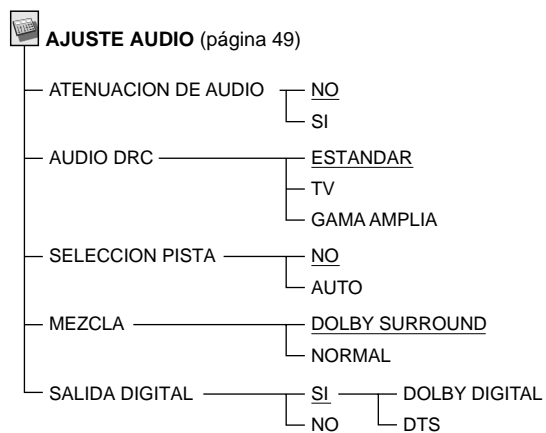 AJUSTE AUDIO (página 49)
ATENUACION DE AUDIO NO
SI
AUDIO DRC ESTANDAR
TV
GAMA AMPLIA
SELECCION PISTA NO
AUTO
MEZCLA DOLBY SURROUND
NORMAL
SALIDA DIGITAL SI DOLBY DIGITAL
NO DTS